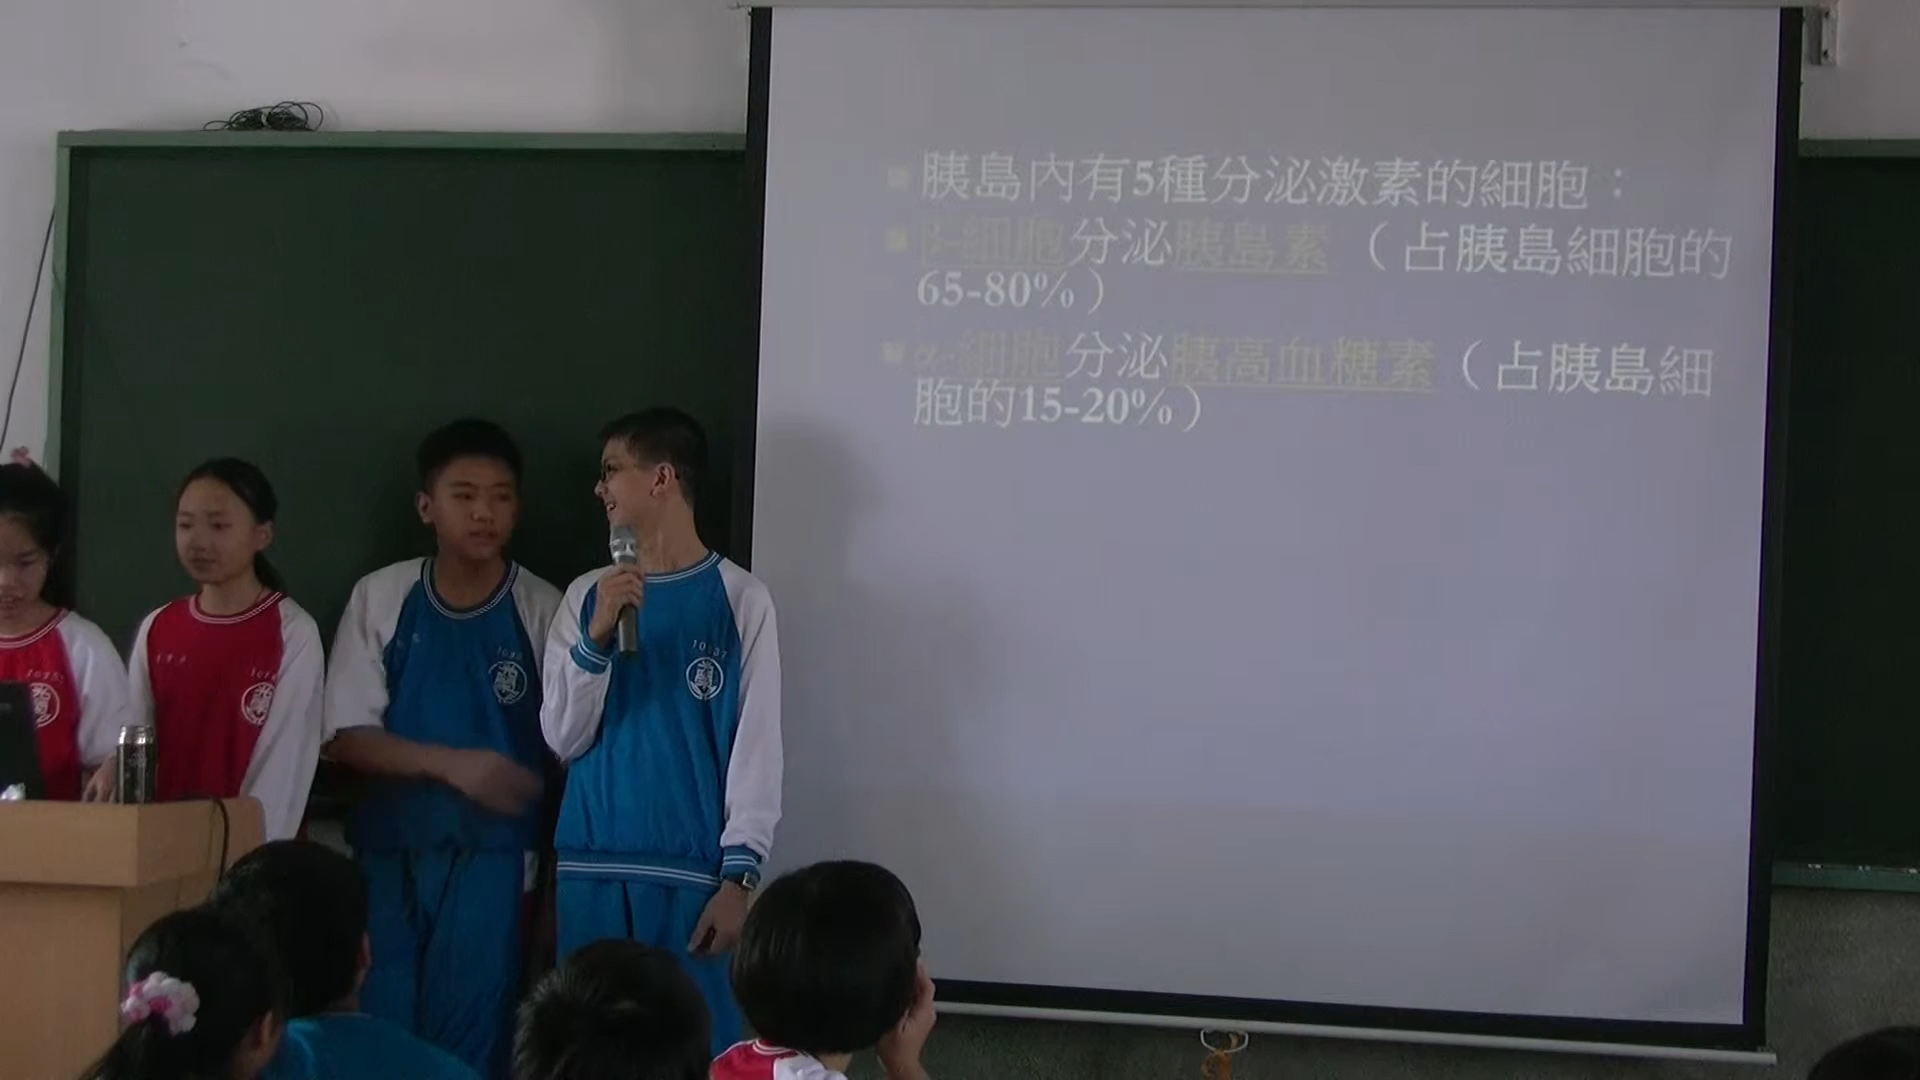 胰島內有5種分泌激素的細胞：
β-細胞分泌胰島素（占胰島細胞的
65-80%）
α-細胞分泌胰高血糖素（占胰島細
胞的15-20%）